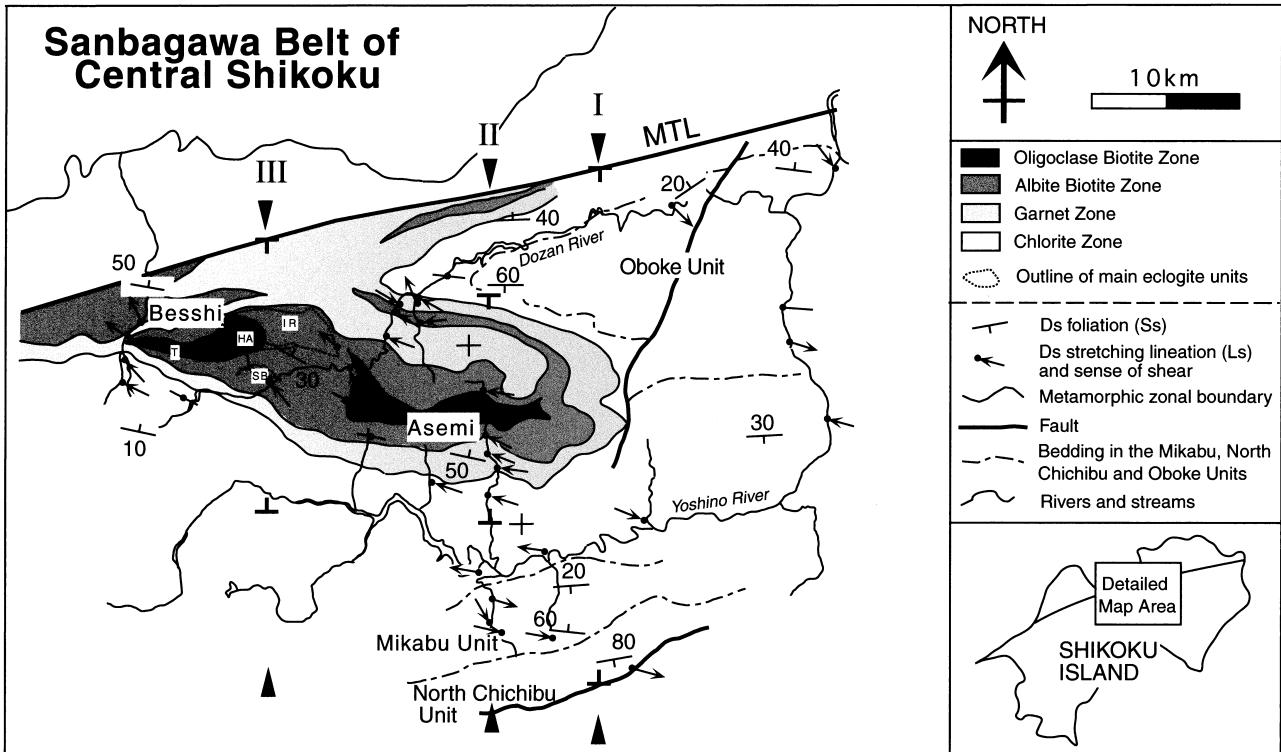 Sanbagawa Belt of
Central Shikoku
I
II
III
MTL
40
20
40
Dozan River
60
Oboke Unit
50
Besshi
IR
HA
T
SB
30
Asemi
10
50
30
Yoshino River
20
60
Mikabu Unit
80
North Chichibu
Unit
NORTH
10km
Oligoclase Biotite Zone
Albite Biotite Zone
Garnet Zone
Chlorite Zone
Outline of main eclogite units
Ds foliation (Ss)
Ds stretching lineation (Ls)
and sense of shear
Metamorphic zonal boundary
Fault
Bedding in the Mikabu, North
Chichibu and Oboke Units
Rivers and streams
Detailed
Map Area
SHIKOKU
ISLAND